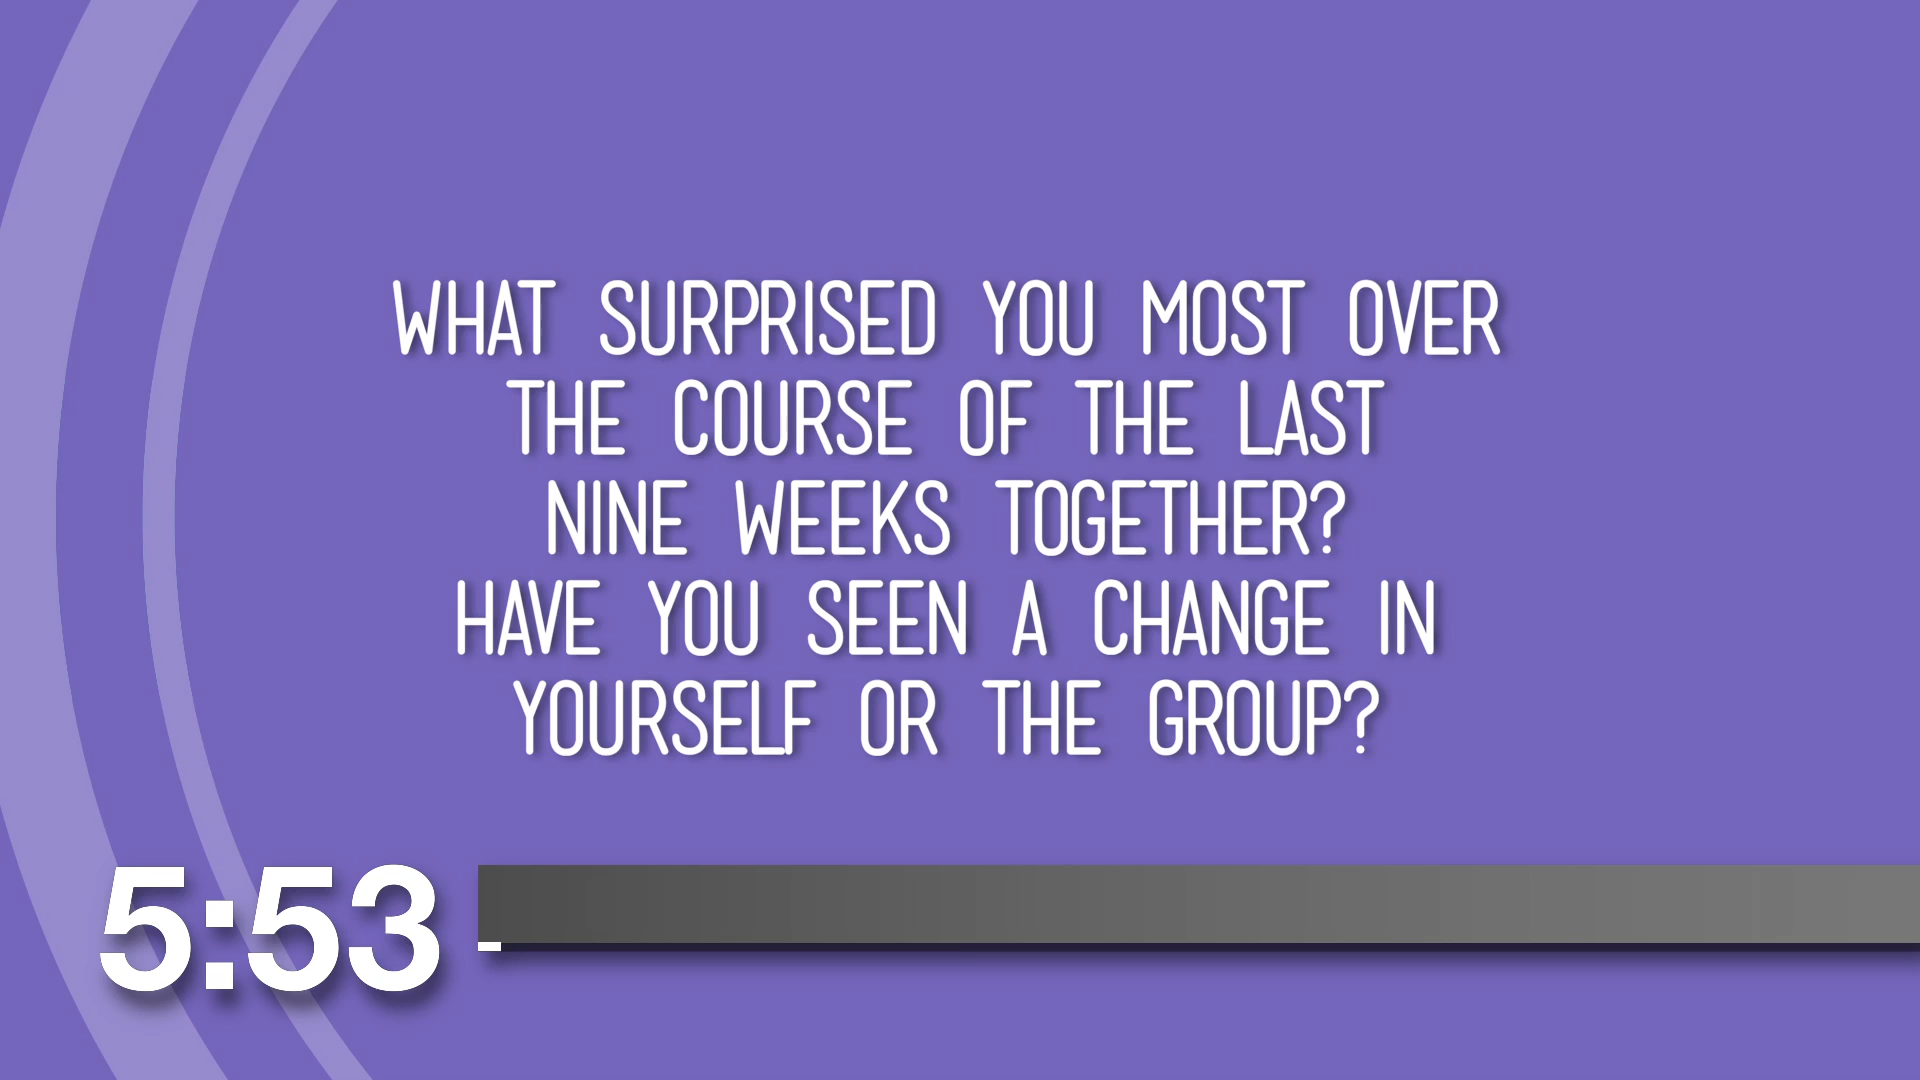 WHAT SURPRISED YOU MOST OVER
THE COURSE OF THE LAST
NINE WEEKS TOGETHER?
HAVE YOU SEEN A CHANGE IN
YOURSELF OR THE GROUP?
5:53